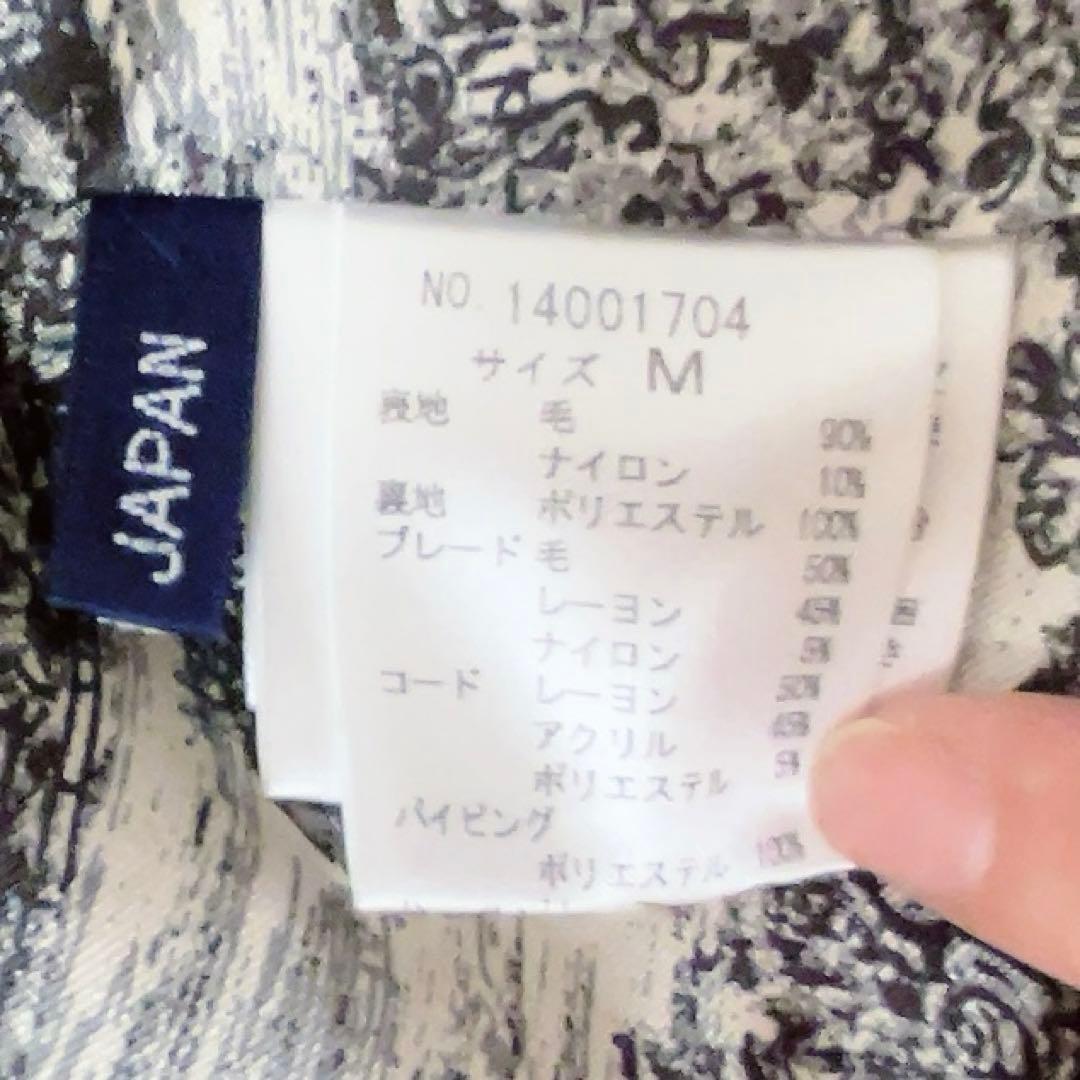 JAPAN
NO. 14001704
サイズ M
表地 毛 90%
ナイロン 10%
裏地 ポリエステル 100%
ブレード 毛 50%
レーヨン 45%
ナイロン 5%
コード レーヨン 50%
アクリル 45%
ポリエステル 5%
パイピング
ポリエステル 100%